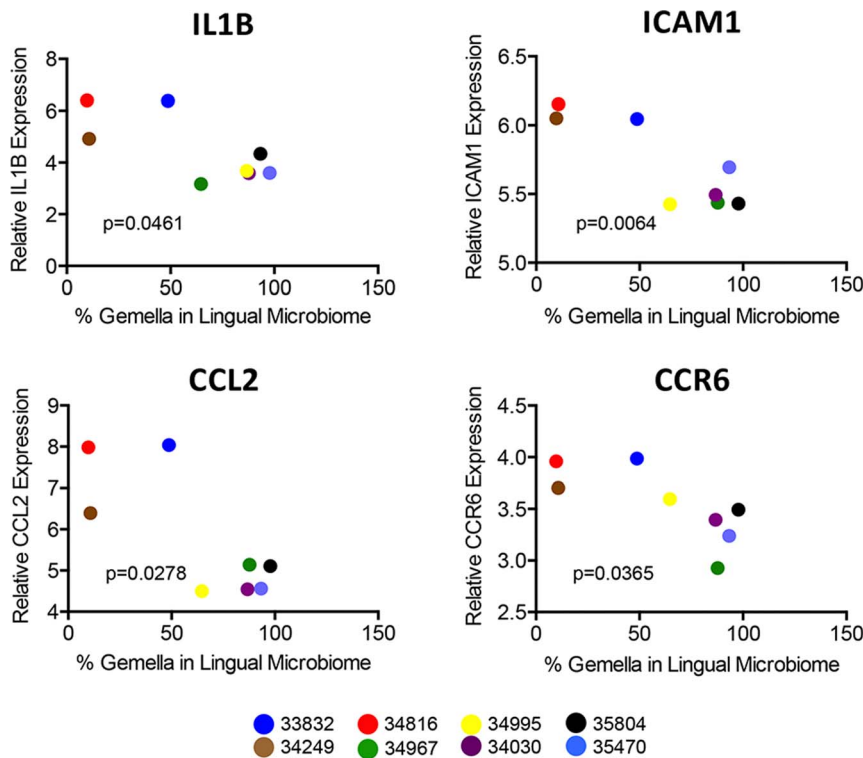 IL1B
Relative IL1B Expression
8
6
4
2
0
p=0.0461
0 50 100 150
% Gemella in Lingual Microbiome
ICAM1
Relative ICAM1 Expression
6.5
6.0
5.5
5.0
p=0.0064
0 50 100 150
% Gemella in Lingual Microbiome
CCL2
Relative CCL2 Expression
9
8
7
6
5
4
p=0.0278
0 50 100 150
% Gemella in Lingual Microbiome
CCR6
Relative CCR6 Expression
4.5
4.0
3.5
3.0
2.5
p=0.0365
0 50 100 150
% Gemella in Lingual Microbiome
33832 34816 34995 35804
34249 34967 34030 35470